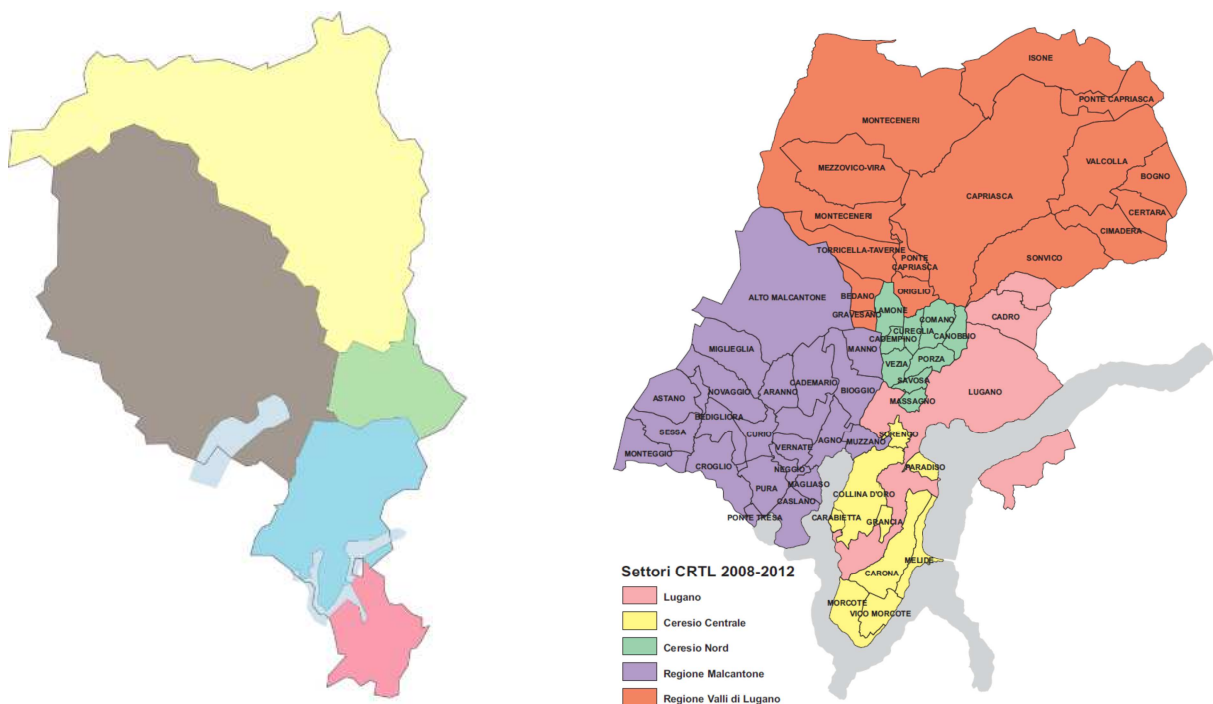 ISONE
PONTE CAPRIASCA
MONTECENERI
VALCOLLA
MEZZOVICO-VIRA
BOGNO
CAPRIASCA
CERTARA
MONTECENERI
CIMADERA
TORRICELLA-TAVERNE
SONVICO
PONTE
CAPRIASCA
ALTO MALCANTONE
BEDANO
ORIGLIO
LAMONE
GRAVESANO
COMANO
CADRO
CUREGLIA
CADEMPINO
CANOBBIO
MIGLIEGLIA
MANNO
PORZA
VEZIA
CADEMARIO
SAVOSA
NOVAGGIO
ARANNO
BIOGGIO
LUGANO
ASTANO
MASSAGNO
BEDIGLIORA
SESSA
CURIO
SORENGO
AGNO
MUZZANO
VERNATE
MONTEGGIO
CROGLIO
NEGGIO
PARADISO
MAGLIASO
PURA
COLLINA D'ORO
CASLANO
PONTE TRESA
CARABIETTA
GRANCIA
MELIDE
CARONA
MORCOTE
VICO MORCOTE
Settori CRTL 2008-2012
Lugano
Ceresio Centrale
Ceresio Nord
Regione Malcantone
Regione Valli di Lugano